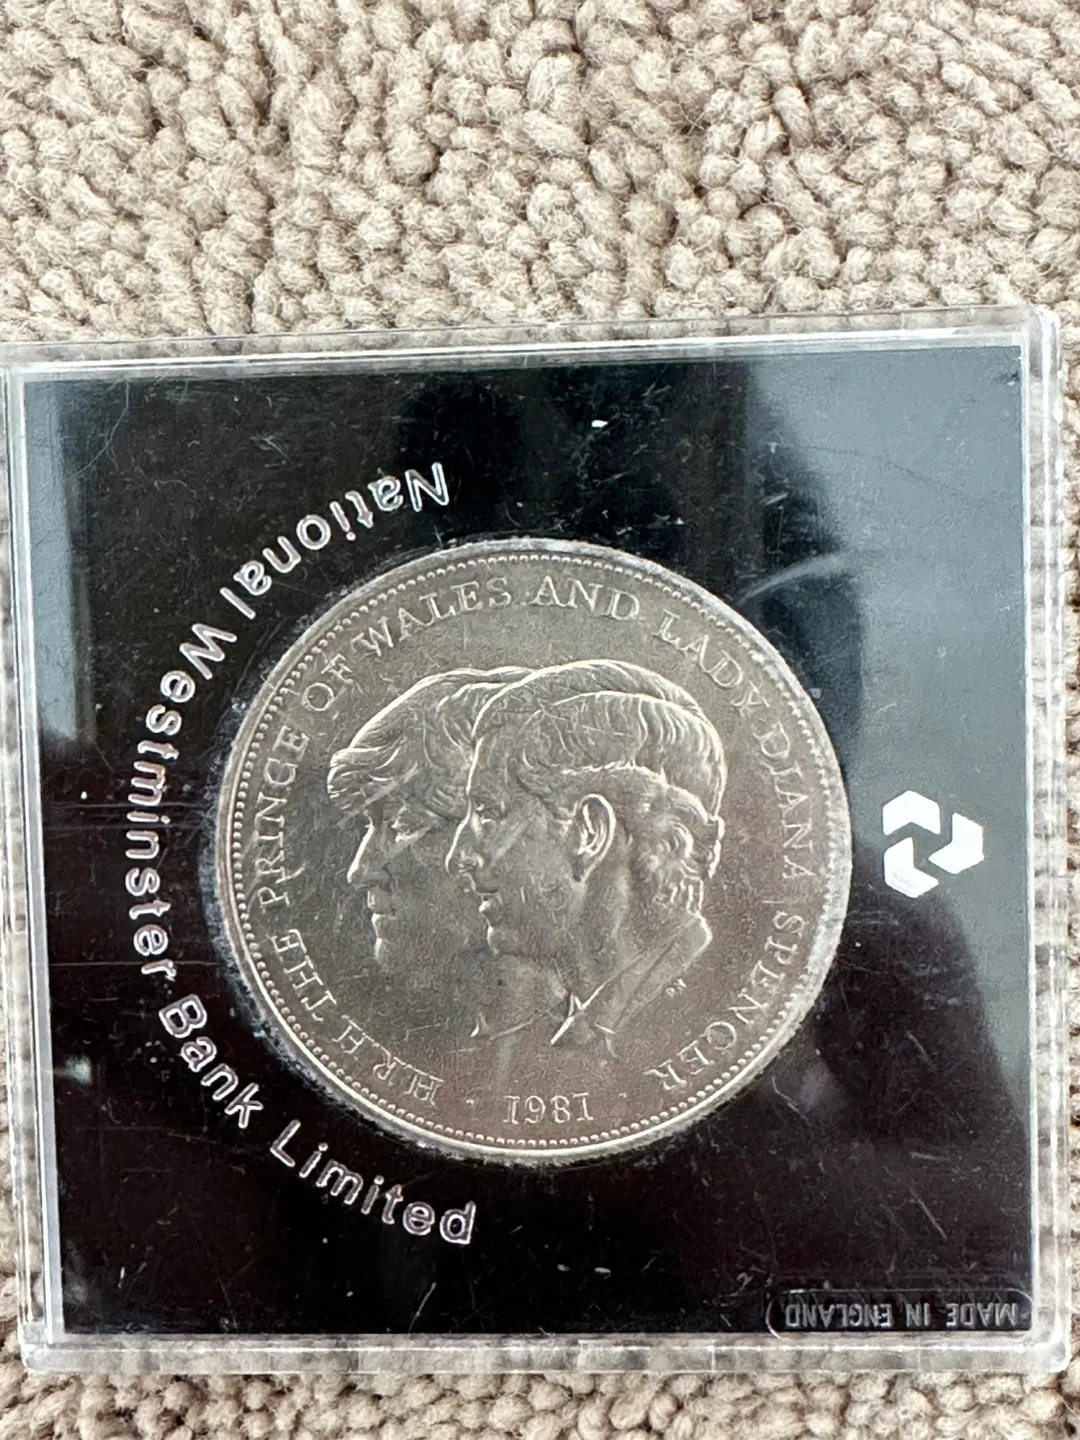 National Westminster Bank Limited
H.R.H. THE PRINCE OF WALES AND LADY DIANA SPENCER
· 1981 ·
MADE IN ENGLAND